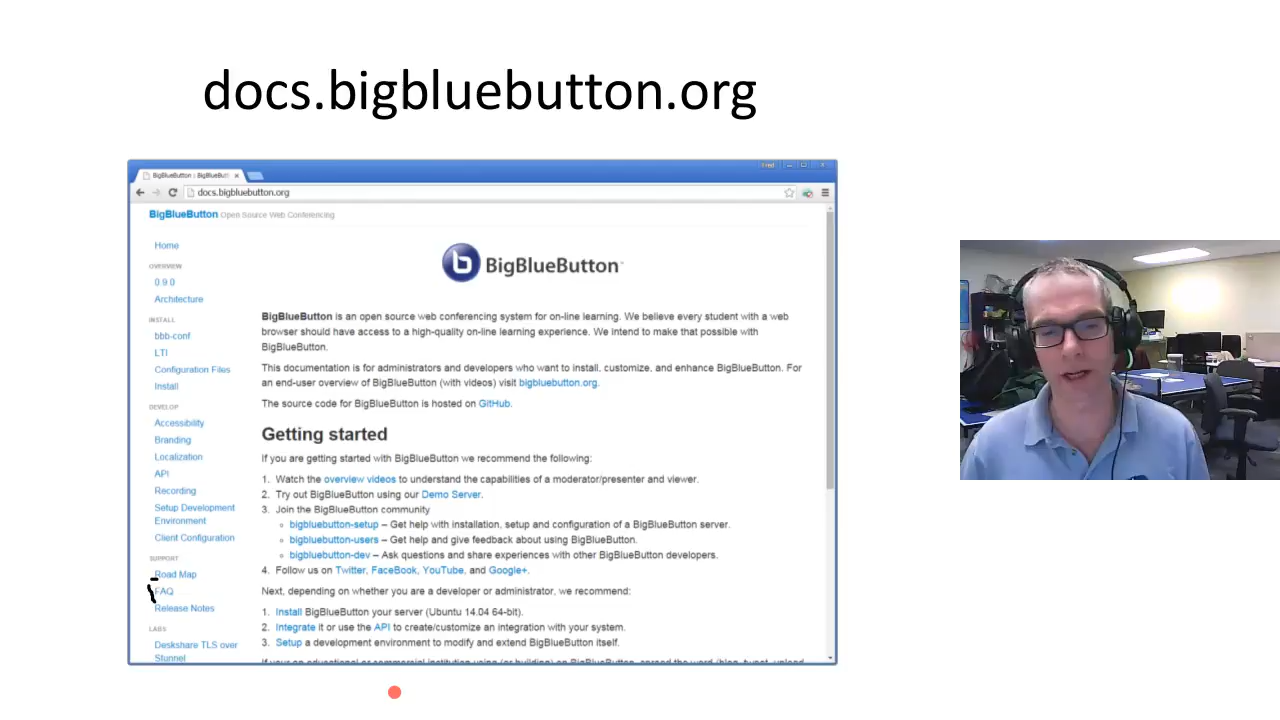 docs.bigbluebutton.org
Fred
BigBlueButton : BigBlueButt
docs.bigbluebutton.org
BigBlueButton Open Source Web Conferencing
Home
OVERVIEW
0.9.0
Architecture
INSTALL
bbb-conf
LTI
Configuration Files
Install
DEVELOP
Accessibility
Branding
Localization
API
Recording
Setup Development
Environment
Client Configuration
SUPPORT
Road Map
FAQ
Release Notes
LABS
Deskshare TLS over
Stunnel
b BigBlueButton™
BigBlueButton is an open source web conferencing system for on-line learning. We believe every student with a web
browser should have access to a high-quality on-line learning experience. We intend to make that possible with
BigBlueButton.
This documentation is for administrators and developers who want to install, customize, and enhance BigBlueButton. For
an end-user overview of BigBlueButton (with videos) visit bigbluebutton.org.
The source code for BigBlueButton is hosted on GitHub.
Getting started
If you are getting started with BigBlueButton we recommend the following:
1. Watch the overview videos to understand the capabilities of a moderator/presenter and viewer.
2. Try out BigBlueButton using our Demo Server.
3. Join the BigBlueButton community
bigbluebutton-setup – Get help with installation, setup and configuration of a BigBlueButton server.
bigbluebutton-users – Get help and give feedback about using BigBlueButton.
bigbluebutton-dev – Ask questions and share experiences with other BigBlueButton developers.
4. Follow us on Twitter, FaceBook, YouTube, and Google+.
Next, depending on whether you are a developer or administrator, we recommend:
1. Install BigBlueButton your server (Ubuntu 14.04 64-bit).
2. Integrate it or use the API to create/customize an integration with your system.
3. Setup a development environment to modify and extend BigBlueButton itself.